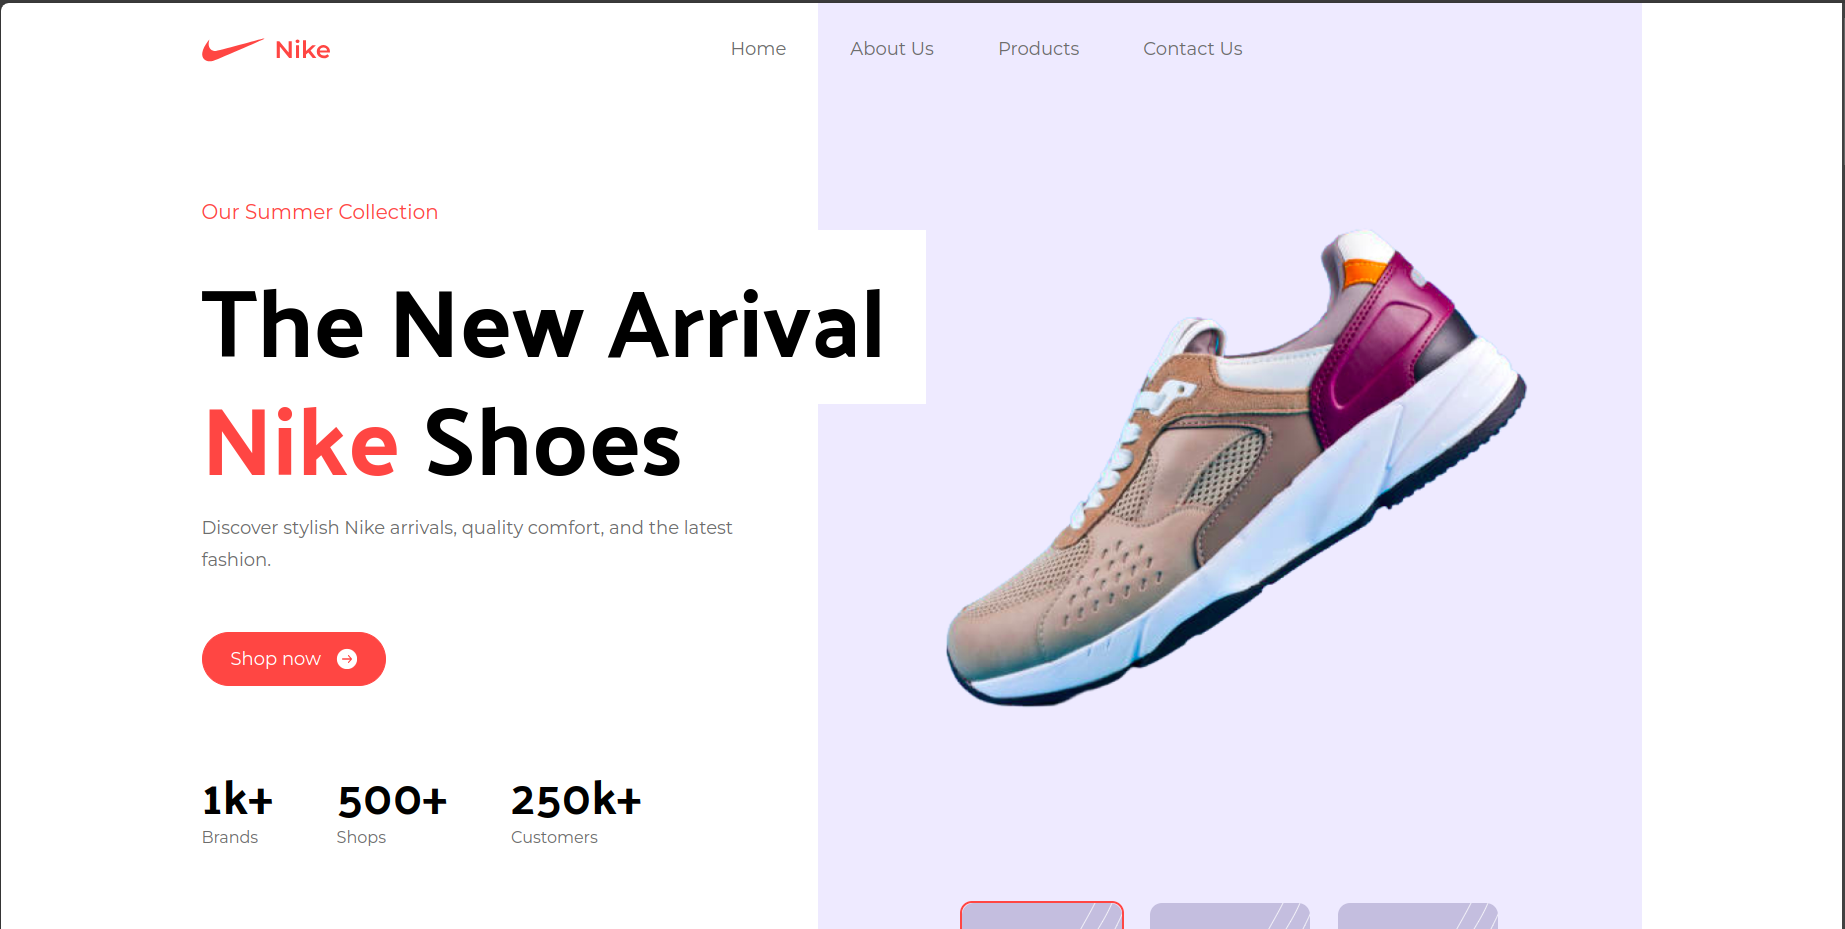 Nike
Home About Us Products Contact Us
Our Summer Collection
The New Arrival
Nike Shoes
Discover stylish Nike arrivals, quality comfort, and the latest
fashion.
Shop now
1k+ 500+ 250k+
Brands Shops Customers